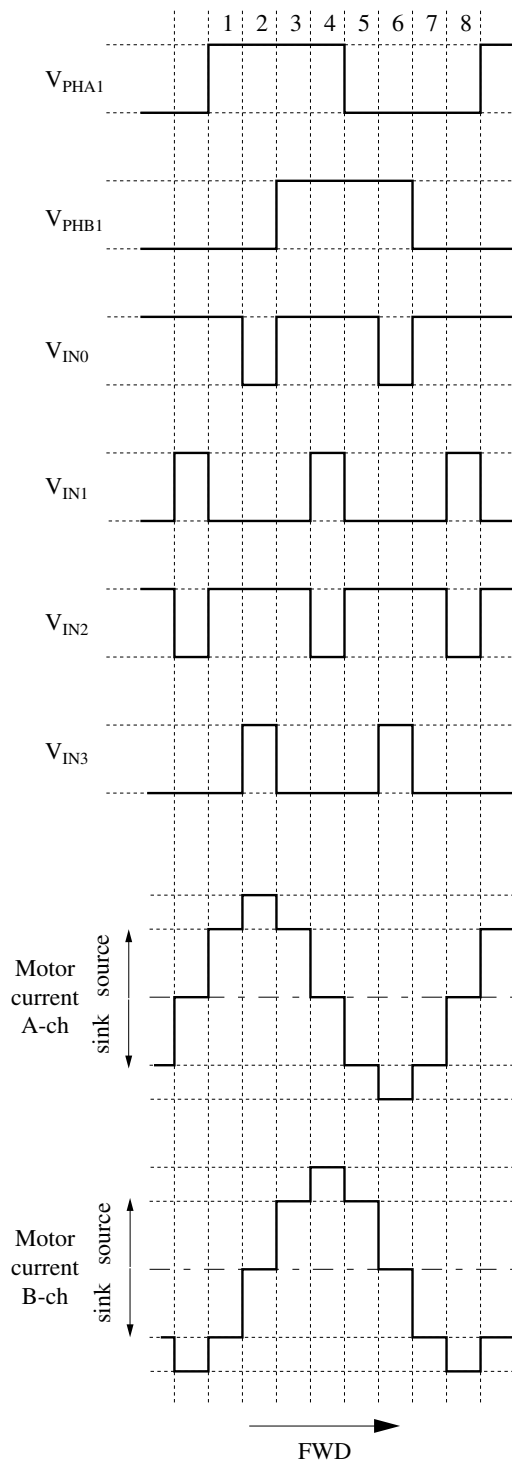 1 2 3 4 5 6 7 8
VPHA1
VPHB1
VIN0
VIN1
VIN2
VIN3
Motor
current
A-ch
source
sink
Motor
current
B-ch
source
sink
FWD